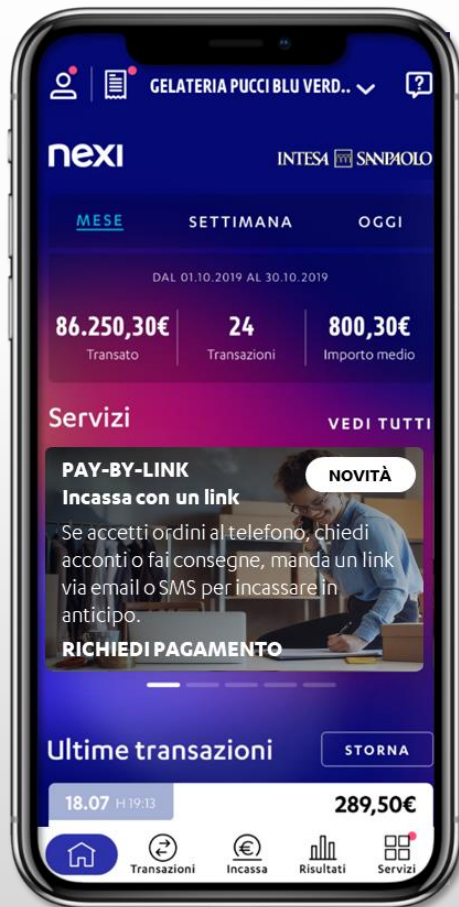 GELATERIA PUCCI BLU VERD..
nexi
INTESA SANPAOLO
MESE SETTIMANA OGGI
DAL 01.10.2019 AL 30.10.2019
86.250,30€ 24 800,30€
Transato Transazioni Importo medio
Servizi VEDI TUTTI
PAY-BY-LINK NOVITÀ
Incassa con un link
Se accetti ordini al telefono, chiedi
acconti o fai consegne, manda un link
via email o SMS per incassare in
anticipo.
RICHIEDI PAGAMENTO
Ultime transazioni STORNA
18.07 H 19:13 289,50€
Transazioni Incassa Risultati Servizi